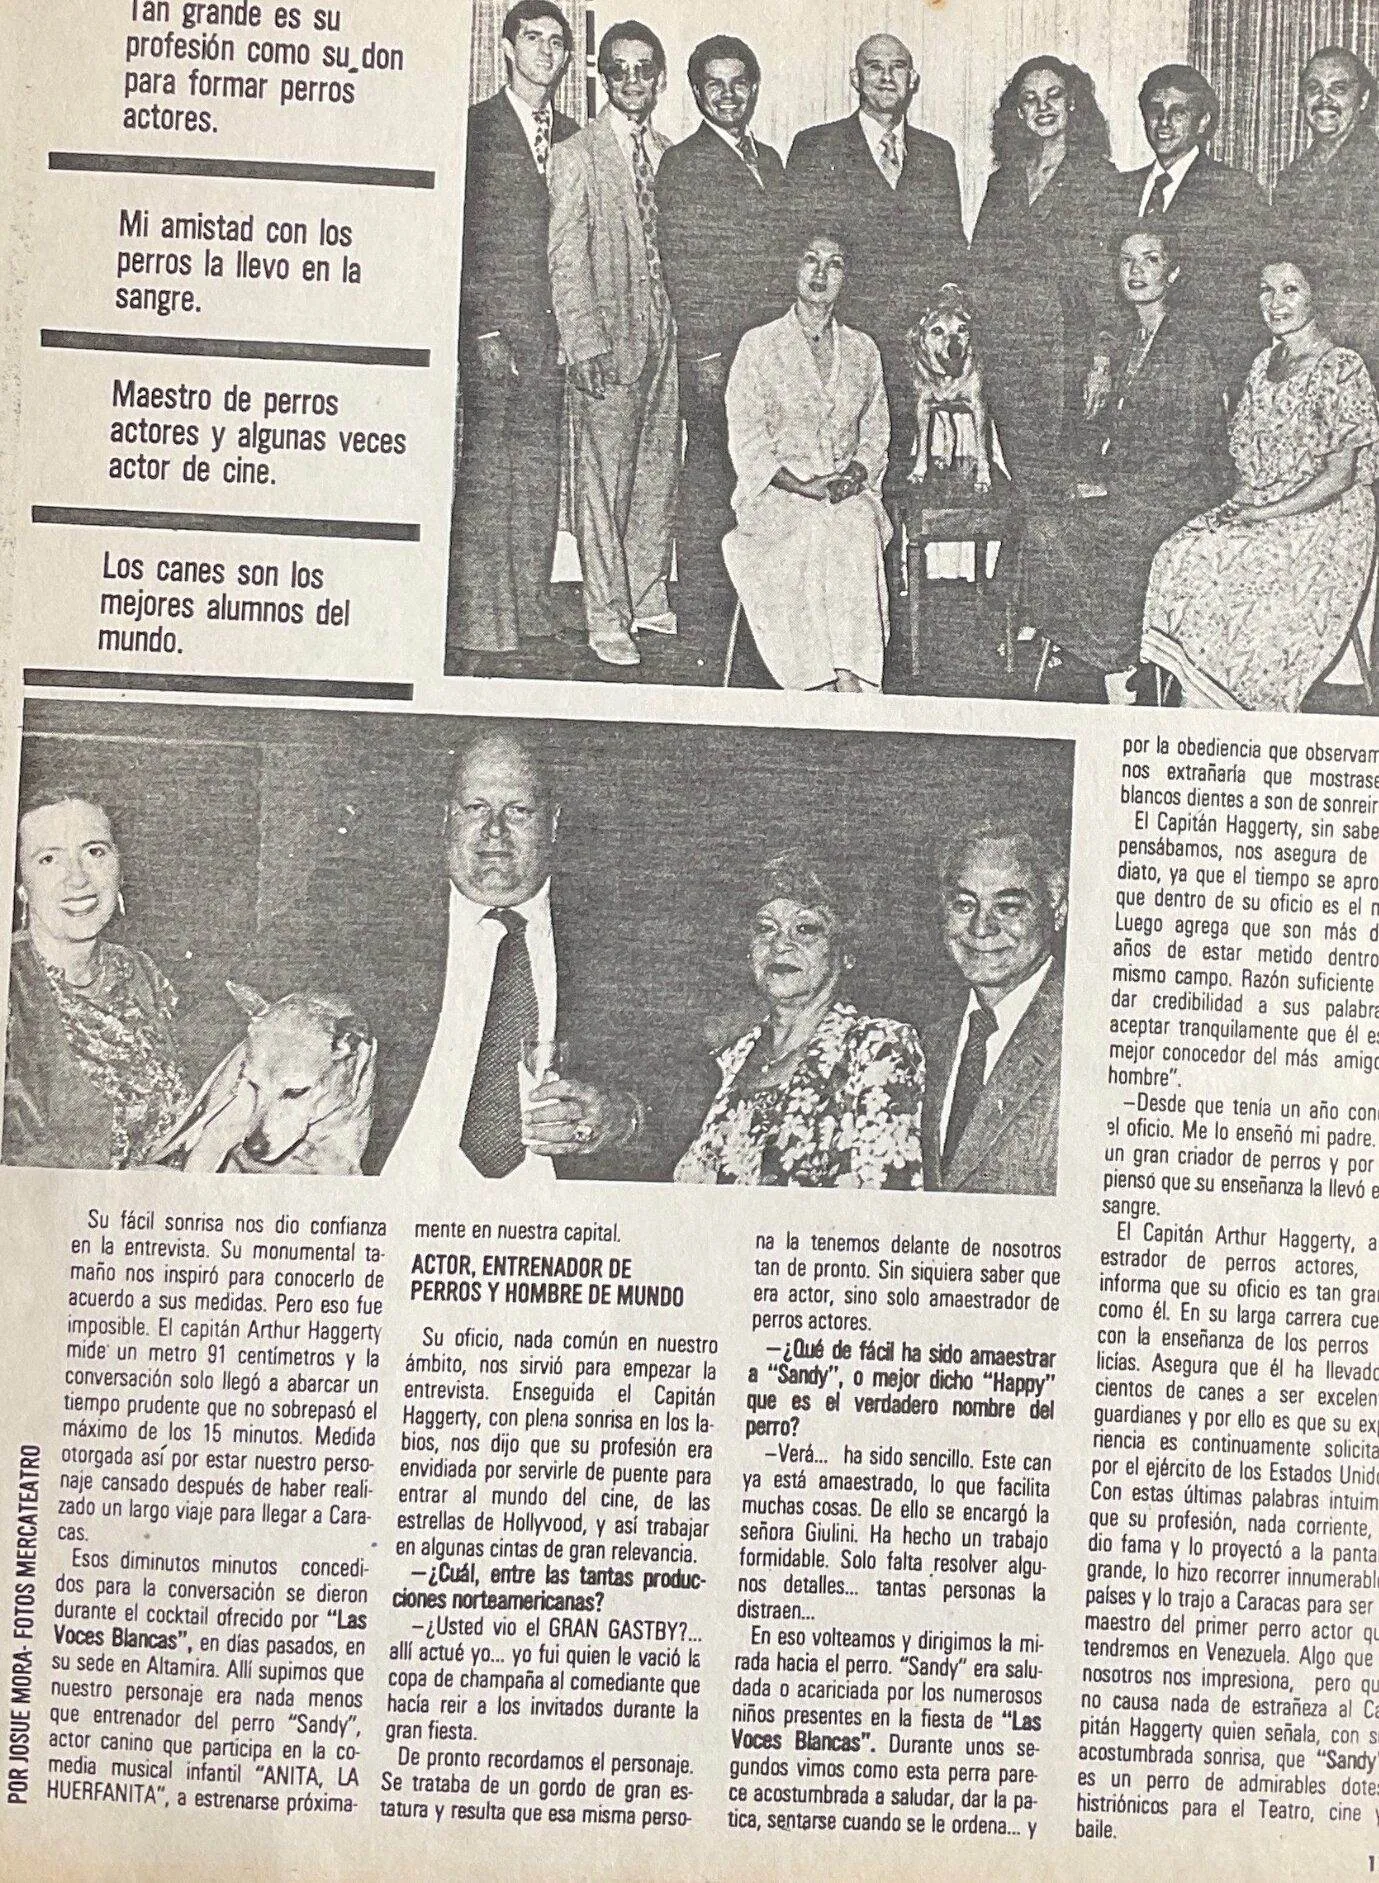 Tan grande es su
profesión como su don
para formar perros
actores.
Mi amistad con los
perros la llevo en la
sangre.
Maestro de perros
actores y algunas veces
actor de cine.
Los canes son los
mejores alumnos del
mundo.
POR JOSUE MORA- FOTOS MERCATEATRO
Su fácil sonrisa nos dio confianza
en la entrevista. Su monumental ta-
maño nos inspiró para conocerlo de
acuerdo a sus medidas. Pero eso fue
imposible. El capitán Arthur Haggerty
mide un metro 91 centímetros y la
conversación solo llegó a abarcar un
tiempo prudente que no sobrepasó el
máximo de los 15 minutos. Medida
otorgada así por estar nuestro perso-
naje cansado después de haber reali-
zado un largo viaje para llegar a Cara-
cas.
Esos diminutos minutos concedi-
dos para la conversación se dieron
durante el cocktail ofrecido por "Las
Voces Blancas", en días pasados, en
su sede en Altamira. Allí supimos que
nuestro personaje era nada menos
que entrenador del perro "Sandy",
actor canino que participa en la co-
media musical infantil "ANITA, LA
HUERFANITA", a estrenarse próxima-
mente en nuestra capital.
ACTOR, ENTRENADOR DE
PERROS Y HOMBRE DE MUNDO
Su oficio, nada común en nuestro
ámbito, nos sirvió para empezar la
entrevista. Enseguida el Capitán
Haggerty, con plena sonrisa en los la-
bios, nos dijo que su profesión era
envidiada por servirle de puente para
entrar al mundo del cine, de las
estrellas de Hollyvood, y así trabajar
en algunas cintas de gran relevancia.
—¿Cuál, entre las tantas produc-
ciones norteamericanas?
—¿Usted vio el GRAN GASTBY?...
allí actué yo... yo fui quien le vació la
copa de champaña al comediante que
hacía reir a los invitados durante la
gran fiesta.
De pronto recordamos el personaje.
Se trataba de un gordo de gran es-
tatura y resulta que esa misma perso-
na la tenemos delante de nosotros
tan de pronto. Sin siquiera saber que
era actor, sino solo amaestrador de
perros actores.
—¿Qué de fácil ha sido amaestrar
a "Sandy", o mejor dicho "Happy"
que es el verdadero nombre del
perro?
—Verá... ha sido sencillo. Este can
ya está amaestrado, lo que facilita
muchas cosas. De ello se encargó la
señora Giulini. Ha hecho un trabajo
formidable. Solo falta resolver algu-
nos detalles... tantas personas la
distraen...
En eso volteamos y dirigimos la mi-
rada hacia el perro. "Sandy" era salu-
dada o acariciada por los numerosos
niños presentes en la fiesta de "Las
Voces Blancas". Durante unos se-
gundos vimos como esta perra pare-
ce acostumbrada a saludar, dar la pa-
tica, sentarse cuando se le ordena... y
por la obediencia que observam
nos extrañaría que mostrase
blancos dientes a son de sonreir
El Capitán Haggerty, sin sabe
pensábamos, nos asegura de
diato, ya que el tiempo se apro
que dentro de su oficio es el m
Luego agrega que son más d
años de estar metido dentro
mismo campo. Razón suficiente
dar credibilidad a sus palabra
aceptar tranquilamente que él es
mejor conocedor del más amigo
hombre".
—Desde que tenía un año cono
el oficio. Me lo enseñó mi padre.
un gran criador de perros y por
piensó que su enseñanza la llevó e
sangre.
El Capitán Arthur Haggerty, a
estrador de perros actores,
informa que su oficio es tan gran
como él. En su larga carrera cue
con la enseñanza de los perros
licías. Asegura que él ha llevado
cientos de canes a ser excelen
guardianes y por ello es que su exp
riencia es continuamente solicita
por el ejército de los Estados Unido
Con estas últimas palabras intuim
que su profesión, nada corriente,
dio fama y lo proyectó a la pantal
grande, lo hizo recorrer innumerable
países y lo trajo a Caracas para ser
maestro del primer perro actor qu
tendremos en Venezuela. Algo que
nosotros nos impresiona, pero qu
no causa nada de estrañeza al Ca
pitán Haggerty quien señala, con s
acostumbrada sonrisa, que "Sandy"
es un perro de admirables dotes
histriónicos para el Teatro, cine y
baile.
1